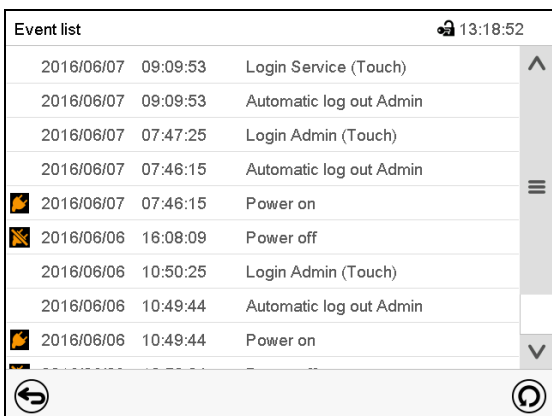 Event list 13:18:52
2016/06/07 09:09:53 Login Service (Touch)
2016/06/07 09:09:53 Automatic log out Admin
2016/06/07 07:47:25 Login Admin (Touch)
2016/06/07 07:46:15 Automatic log out Admin
2016/06/07 07:46:15 Power on
2016/06/06 16:08:09 Power off
2016/06/06 10:50:25 Login Admin (Touch)
2016/06/06 10:49:44 Automatic log out Admin
2016/06/06 10:49:44 Power on